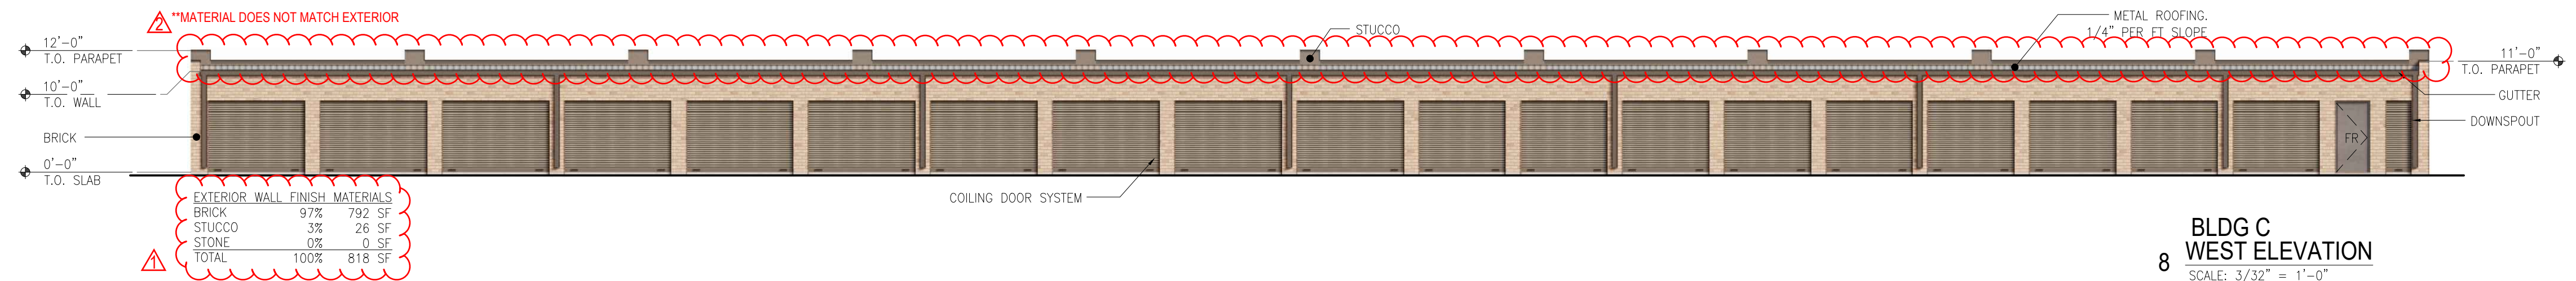 2 **MATERIAL DOES NOT MATCH EXTERIOR
12'-0"
T.O. PARAPET
10'-0"
T.O. WALL
BRICK
0'-0"
T.O. SLAB
STUCCO
METAL ROOFING.
1/4" PER FT SLOPE
11'-0"
T.O. PARAPET
GUTTER
DOWNSPOUT
FR
COILING DOOR SYSTEM
EXTERIOR WALL FINISH MATERIALS
BRICK 97% 792 SF
STUCCO 3% 26 SF
STONE 0% 0 SF
TOTAL 100% 818 SF
1
BLDG C
8 WEST ELEVATION
SCALE: 3/32" = 1'-0"